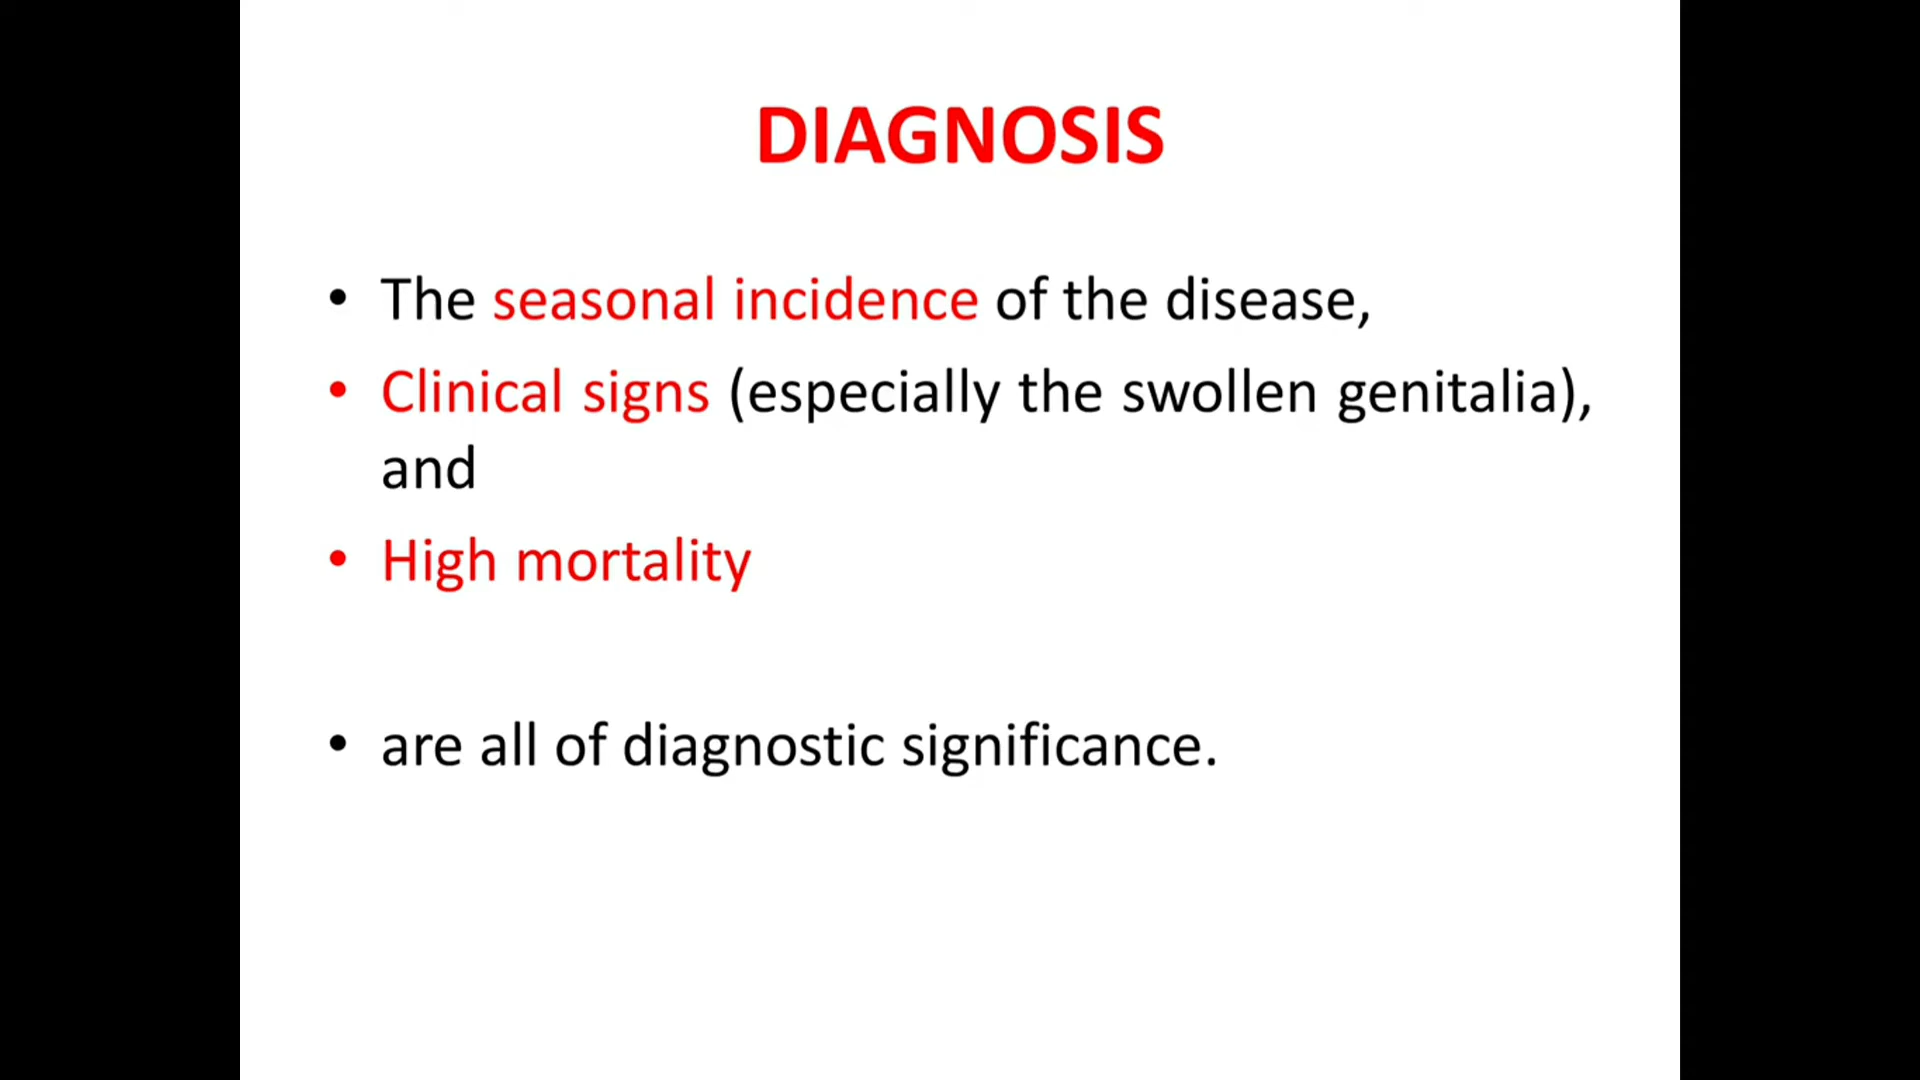 DIAGNOSIS
• The seasonal incidence of the disease,
• Clinical signs (especially the swollen genitalia),
and
• High mortality
• are all of diagnostic significance.